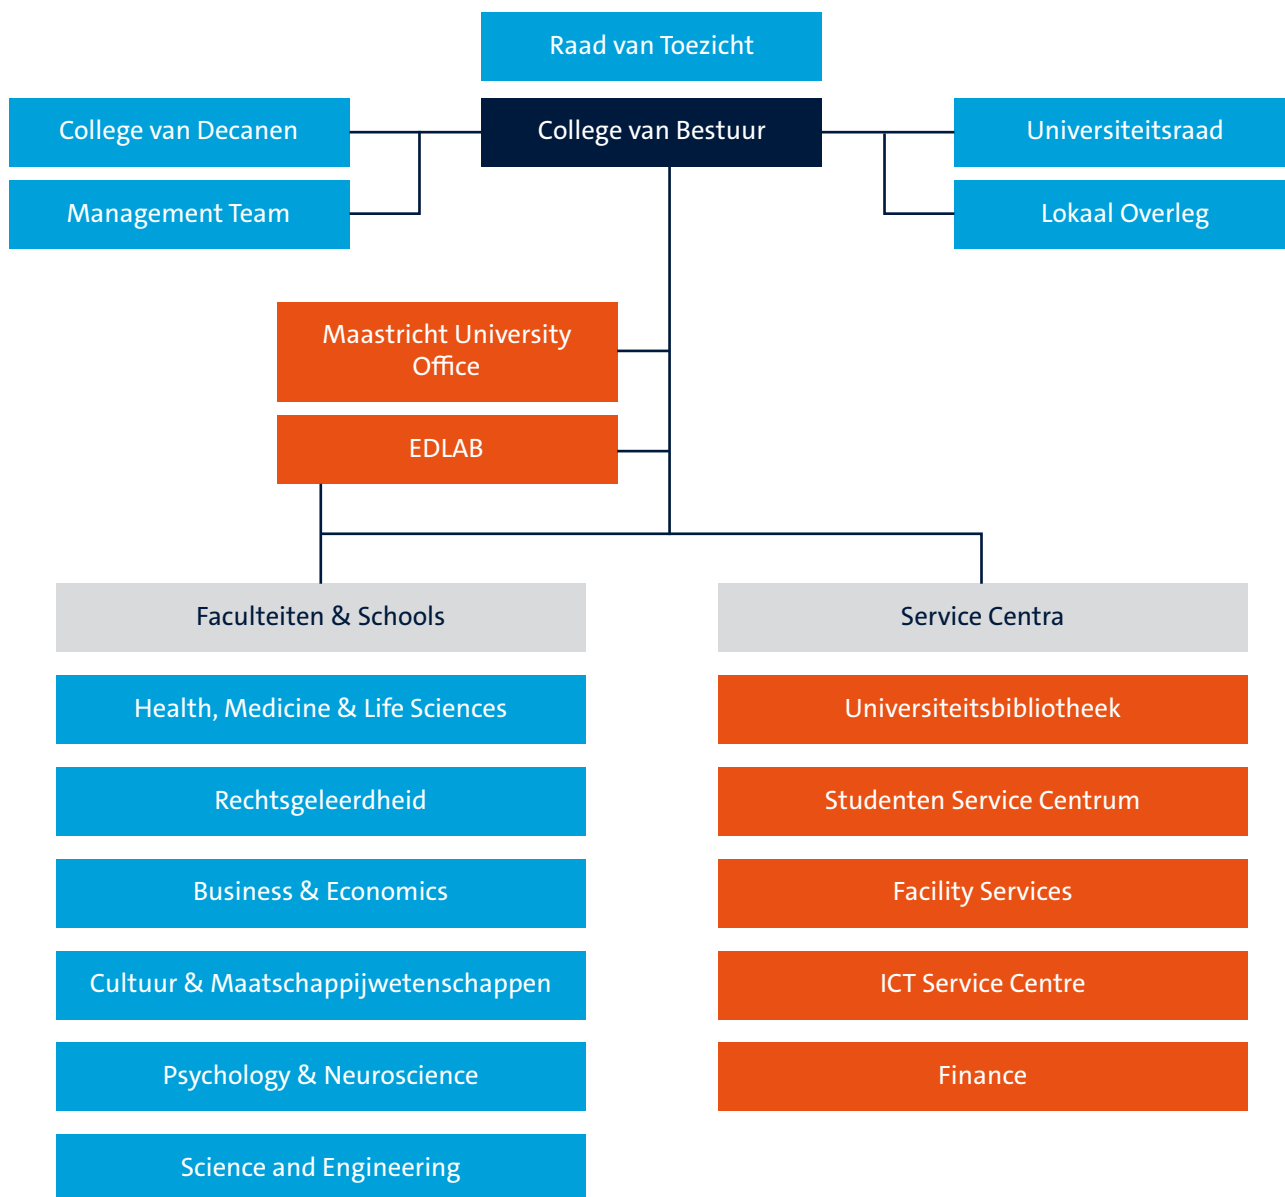 Raad van Toezicht
College van Decanen
College van Bestuur
Universiteitsraad
Management Team
Lokaal Overleg
Maastricht University
Office
EDLAB
Faculteiten & Schools
Health, Medicine & Life Sciences
Rechtsgeleerdheid
Business & Economics
Cultuur & Maatschappijwetenschappen
Psychology & Neuroscience
Science and Engineering
Service Centra
Universiteitsbibliotheek
Studenten Service Centrum
Facility Services
ICT Service Centre
Finance